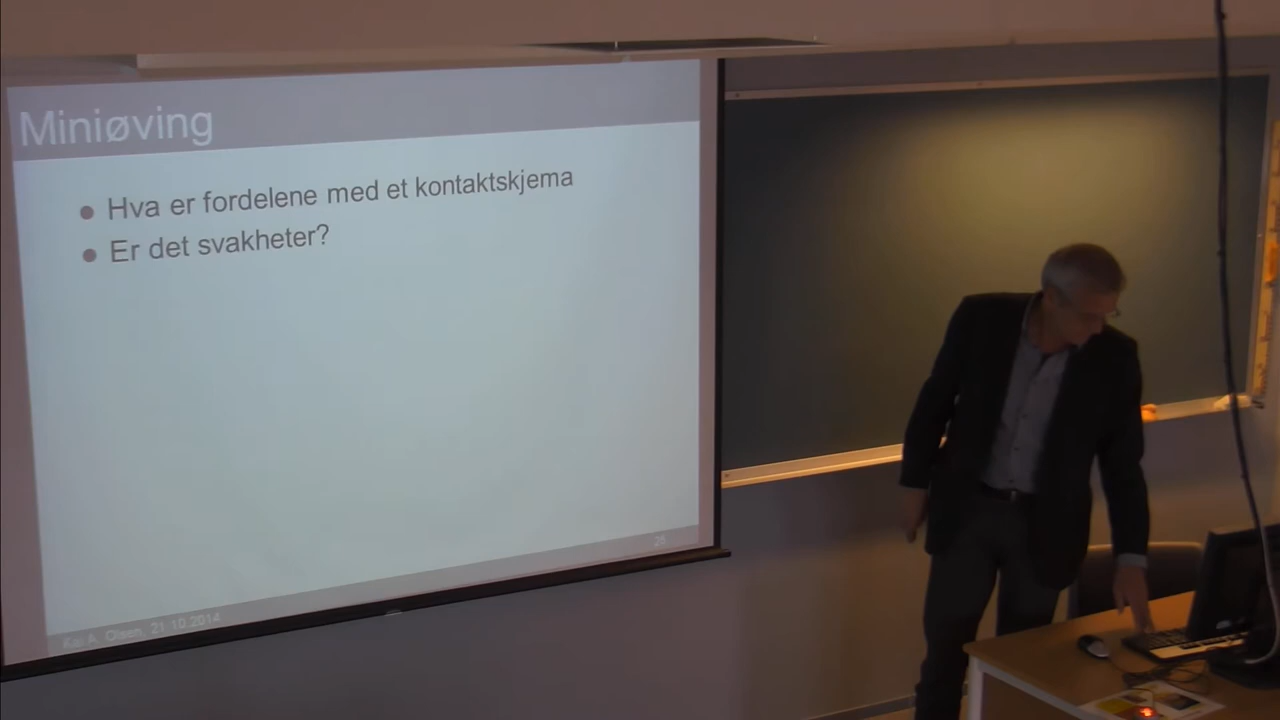 Miniøving
Hva er fordelene med et kontaktskjema
Er det svakheter?
25
Kai A. Olsen, 21.10.2014